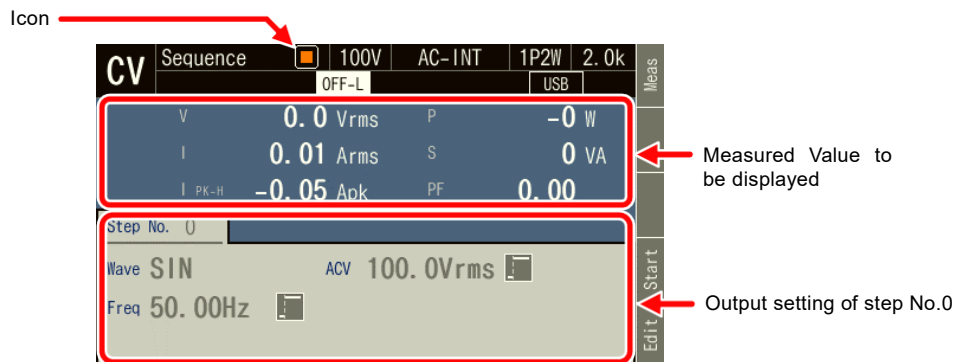 Icon
CV Sequence 100V AC-INT 1P2W 2.0k
OFF-L USB
Meas
V 0.0 Vrms P -0 W
I 0.01 Arms S 0 VA
I PK-H -0.05 Apk PF 0.00
Measured Value to
be displayed
Step No. 0
Wave SIN ACV 100.0Vrms
Freq 50.00Hz
Start
Edit
Output setting of step No.0